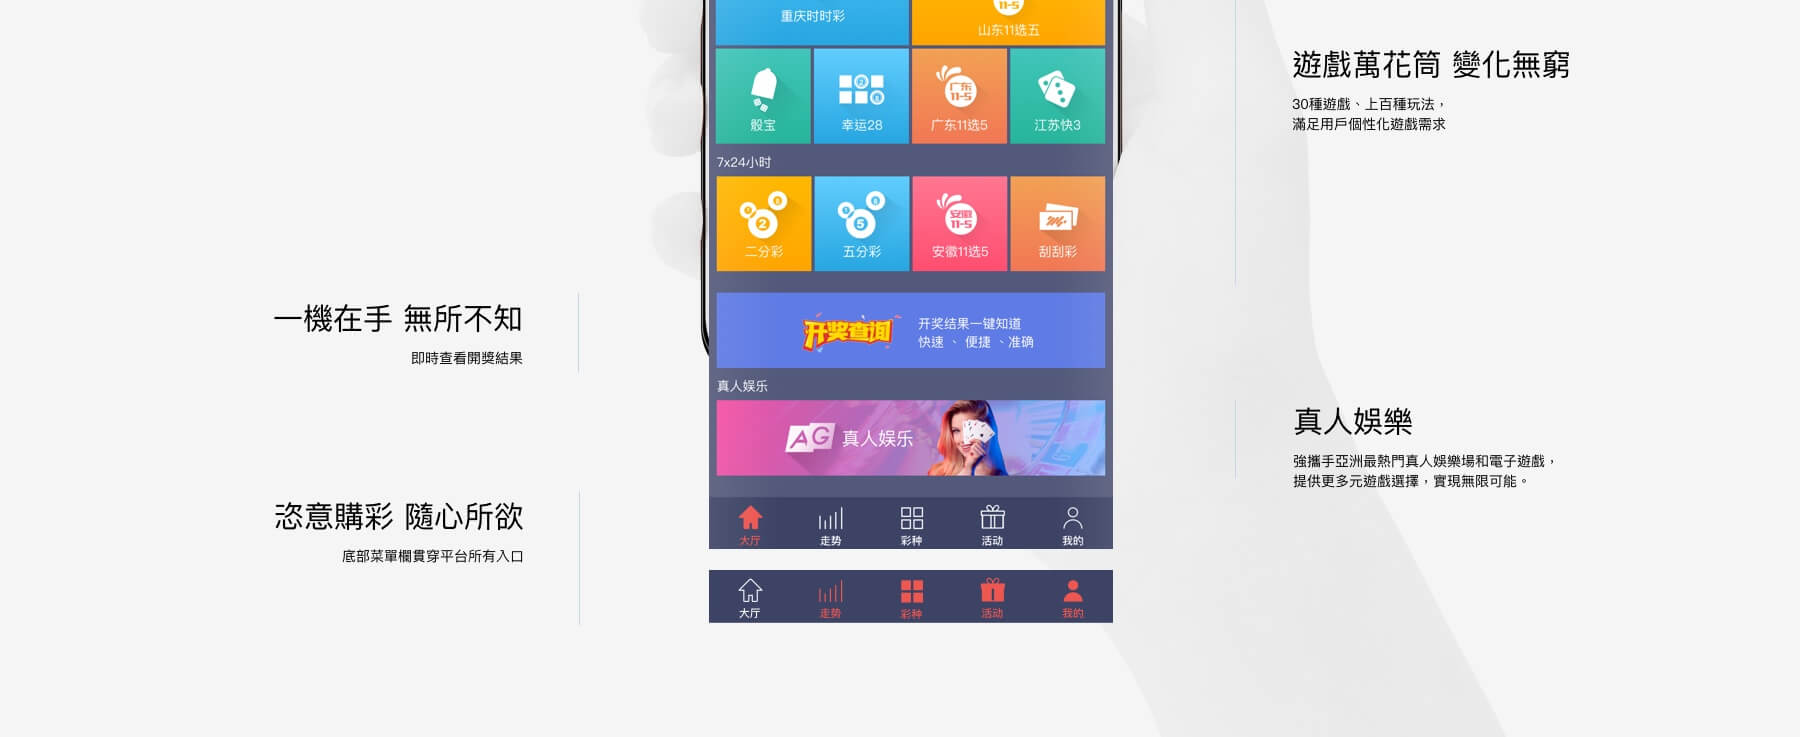 重庆时时彩
11-5
山东11选五
骰宝
2
8
幸运28
广东
11-5
广东11选5
江苏快3
7x24小时
2
二分彩
5
五分彩
安徽
11-5
安徽11选5
刮刮彩
开奖查询
开奖结果一键知道
快速 、 便捷 、准确
真人娱乐
AG 真人娱乐
大厅
走势
彩种
活动
我的
大厅
走势
彩种
活动
我的
一機在手 無所不知
即時查看開獎結果
恣意購彩 隨心所欲
底部菜單欄貫穿平台所有入口
遊戲萬花筒 變化無窮
30種遊戲、上百種玩法，
滿足用戶個性化遊戲需求
真人娛樂
強攜手亞洲最熱門真人娛樂場和電子遊戲，
提供更多元遊戲選擇，實現無限可能。